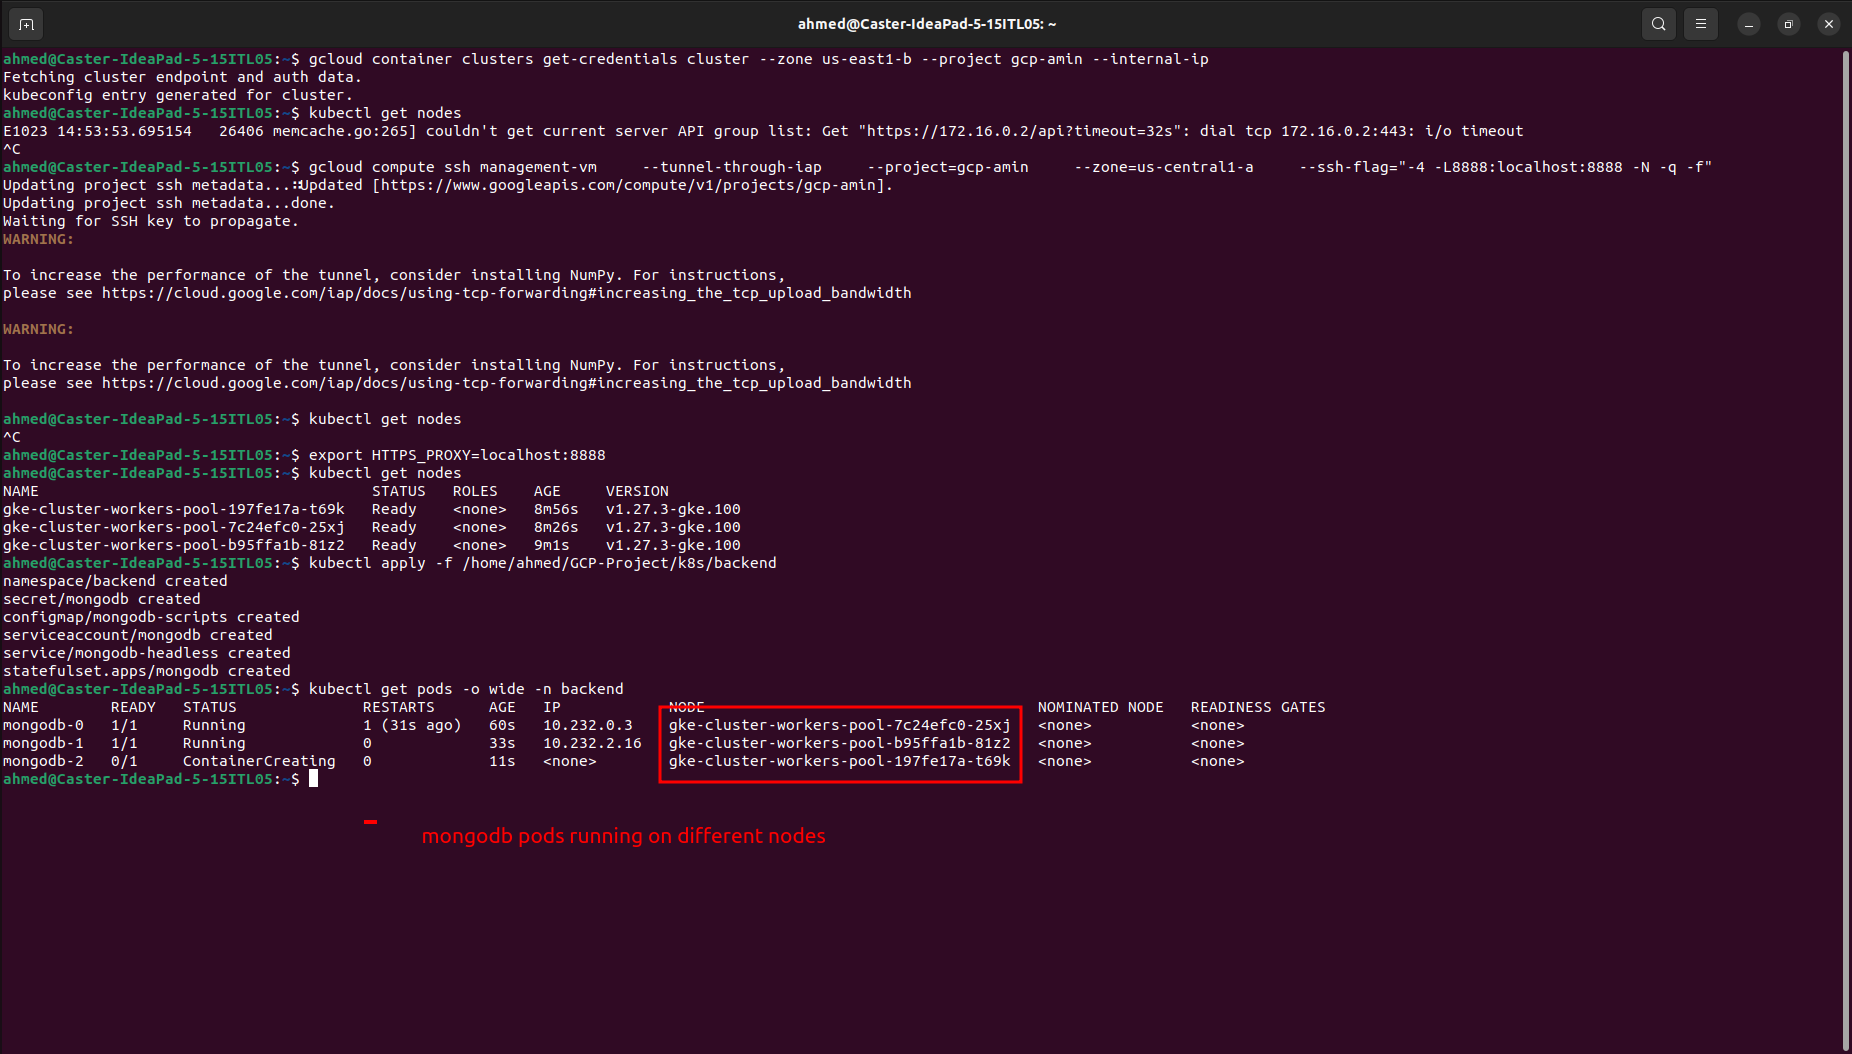 ahmed@Caster-IdeaPad-5-15ITL05: ~
ahmed@Caster-IdeaPad-5-15ITL05:~$ gcloud container clusters get-credentials cluster --zone us-east1-b --project gcp-amin --internal-ip
Fetching cluster endpoint and auth data.
kubeconfig entry generated for cluster.
ahmed@Caster-IdeaPad-5-15ITL05:~$ kubectl get nodes
E1023 14:53:53.695154   26406 memcache.go:265] couldn't get current server API group list: Get "https://172.16.0.2/api?timeout=32s": dial tcp 172.16.0.2:443: i/o timeout
^C
ahmed@Caster-IdeaPad-5-15ITL05:~$ gcloud compute ssh management-vm     --tunnel-through-iap     --project=gcp-amin     --zone=us-central1-a     --ssh-flag="-4 -L8888:localhost:8888 -N -q -f"
Updating project ssh metadata...⠶Updated [https://www.googleapis.com/compute/v1/projects/gcp-amin].
Updating project ssh metadata...done.
Waiting for SSH key to propagate.
WARNING:
To increase the performance of the tunnel, consider installing NumPy. For instructions,
please see https://cloud.google.com/iap/docs/using-tcp-forwarding#increasing_the_tcp_upload_bandwidth
WARNING:
To increase the performance of the tunnel, consider installing NumPy. For instructions,
please see https://cloud.google.com/iap/docs/using-tcp-forwarding#increasing_the_tcp_upload_bandwidth
ahmed@Caster-IdeaPad-5-15ITL05:~$ kubectl get nodes
^C
ahmed@Caster-IdeaPad-5-15ITL05:~$ export HTTPS_PROXY=localhost:8888
ahmed@Caster-IdeaPad-5-15ITL05:~$ kubectl get nodes
NAME                                     STATUS   ROLES    AGE     VERSION
gke-cluster-workers-pool-197fe17a-t69k   Ready    <none>   8m56s   v1.27.3-gke.100
gke-cluster-workers-pool-7c24efc0-25xj   Ready    <none>   8m26s   v1.27.3-gke.100
gke-cluster-workers-pool-b95ffa1b-81z2   Ready    <none>   9m1s    v1.27.3-gke.100
ahmed@Caster-IdeaPad-5-15ITL05:~$ kubectl apply -f /home/ahmed/GCP-Project/k8s/backend
namespace/backend created
secret/mongodb created
configmap/mongodb-scripts created
serviceaccount/mongodb created
service/mongodb-headless created
statefulset.apps/mongodb created
ahmed@Caster-IdeaPad-5-15ITL05:~$ kubectl get pods -o wide -n backend
NAME        READY   STATUS              RESTARTS      AGE   IP            NODE                                     NOMINATED NODE   READINESS GATES
mongodb-0   1/1     Running             1 (31s ago)   60s   10.232.0.3    gke-cluster-workers-pool-7c24efc0-25xj   <none>           <none>
mongodb-1   1/1     Running             0             33s   10.232.2.16   gke-cluster-workers-pool-b95ffa1b-81z2   <none>           <none>
mongodb-2   0/1     ContainerCreating   0             11s   <none>        gke-cluster-workers-pool-197fe17a-t69k   <none>           <none>
ahmed@Caster-IdeaPad-5-15ITL05:~$
mongodb pods running on different nodes